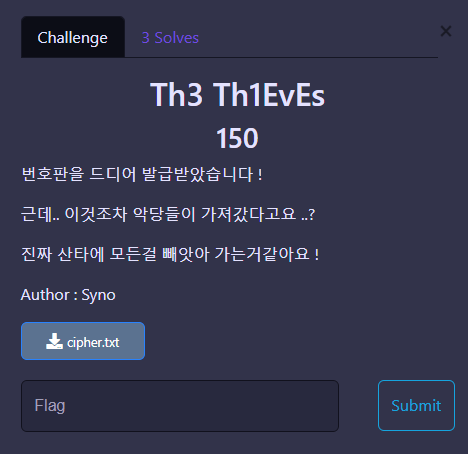 Challenge 3 Solves ×
Th3 Th1EvEs
150
번호판을 드디어 발급받았습니다 !
근데.. 이것조차 악당들이 가져갔다고요 ..?
진짜 산타에 모든걸 빼앗아 가는거같아요 !
Author : Syno
cipher.txt
Flag Submit